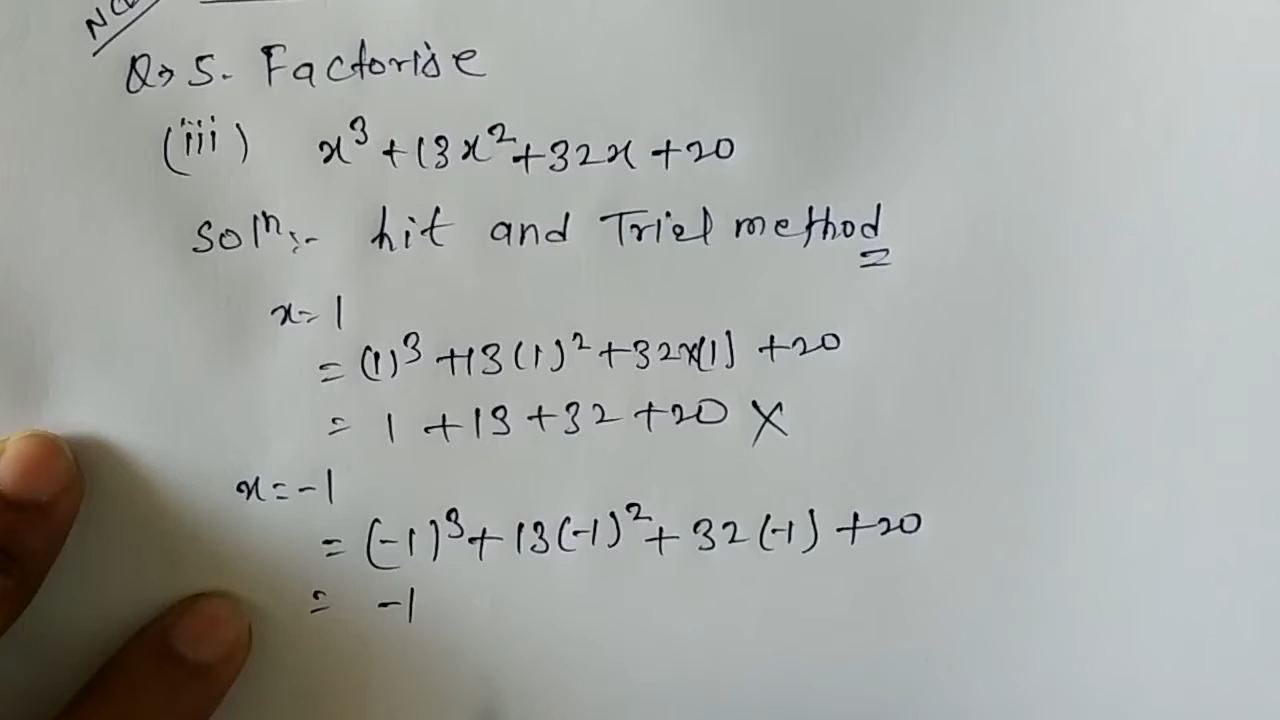 Q→ 5. Factorise
(iii) x³+13x²+32x+20
Solⁿ:- hit and Trial method
x=1
= (1)³+13(1)²+32x(1)+20
= 1+13+32+20 X
x=-1
= (-1)³+13(-1)²+32(-1)+20
= -1